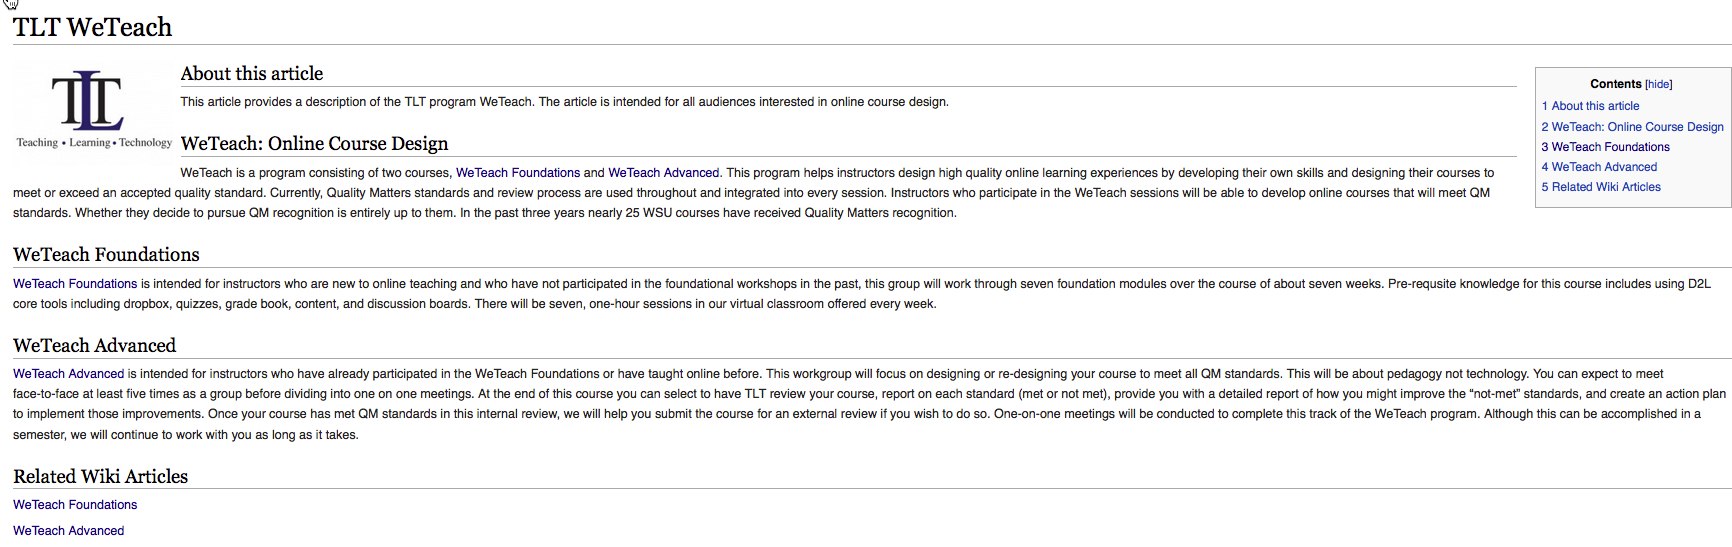 TLT WeTeach
TLT
Teaching • Learning • Technology
About this article
This article provides a description of the TLT program WeTeach. The article is intended for all audiences interested in online course design.
WeTeach: Online Course Design
WeTeach is a program consisting of two courses, WeTeach Foundations and WeTeach Advanced. This program helps instructors design high quality online learning experiences by developing their own skills and designing their courses to
meet or exceed an accepted quality standard. Currently, Quality Matters standards and review process are used throughout and integrated into every session. Instructors who participate in the WeTeach sessions will be able to develop online courses that will meet QM
standards. Whether they decide to pursue QM recognition is entirely up to them. In the past three years nearly 25 WSU courses have received Quality Matters recognition.
Contents [hide]
1 About this article
2 WeTeach: Online Course Design
3 WeTeach Foundations
4 WeTeach Advanced
5 Related Wiki Articles
WeTeach Foundations
WeTeach Foundations is intended for instructors who are new to online teaching and who have not participated in the foundational workshops in the past, this group will work through seven foundation modules over the course of about seven weeks. Pre-requsite knowledge for this course includes using D2L
core tools including dropbox, quizzes, grade book, content, and discussion boards. There will be seven, one-hour sessions in our virtual classroom offered every week.
WeTeach Advanced
WeTeach Advanced is intended for instructors who have already participated in the WeTeach Foundations or have taught online before. This workgroup will focus on designing or re-designing your course to meet all QM standards. This will be about pedagogy not technology. You can expect to meet
face-to-face at least five times as a group before dividing into one on one meetings. At the end of this course you can select to have TLT review your course, report on each standard (met or not met), provide you with a detailed report of how you might improve the “not-met” standards, and create an action plan
to implement those improvements. Once your course has met QM standards in this internal review, we will help you submit the course for an external review if you wish to do so. One-on-one meetings will be conducted to complete this track of the WeTeach program. Although this can be accomplished in a
semester, we will continue to work with you as long as it takes.
Related Wiki Articles
WeTeach Foundations
WeTeach Advanced